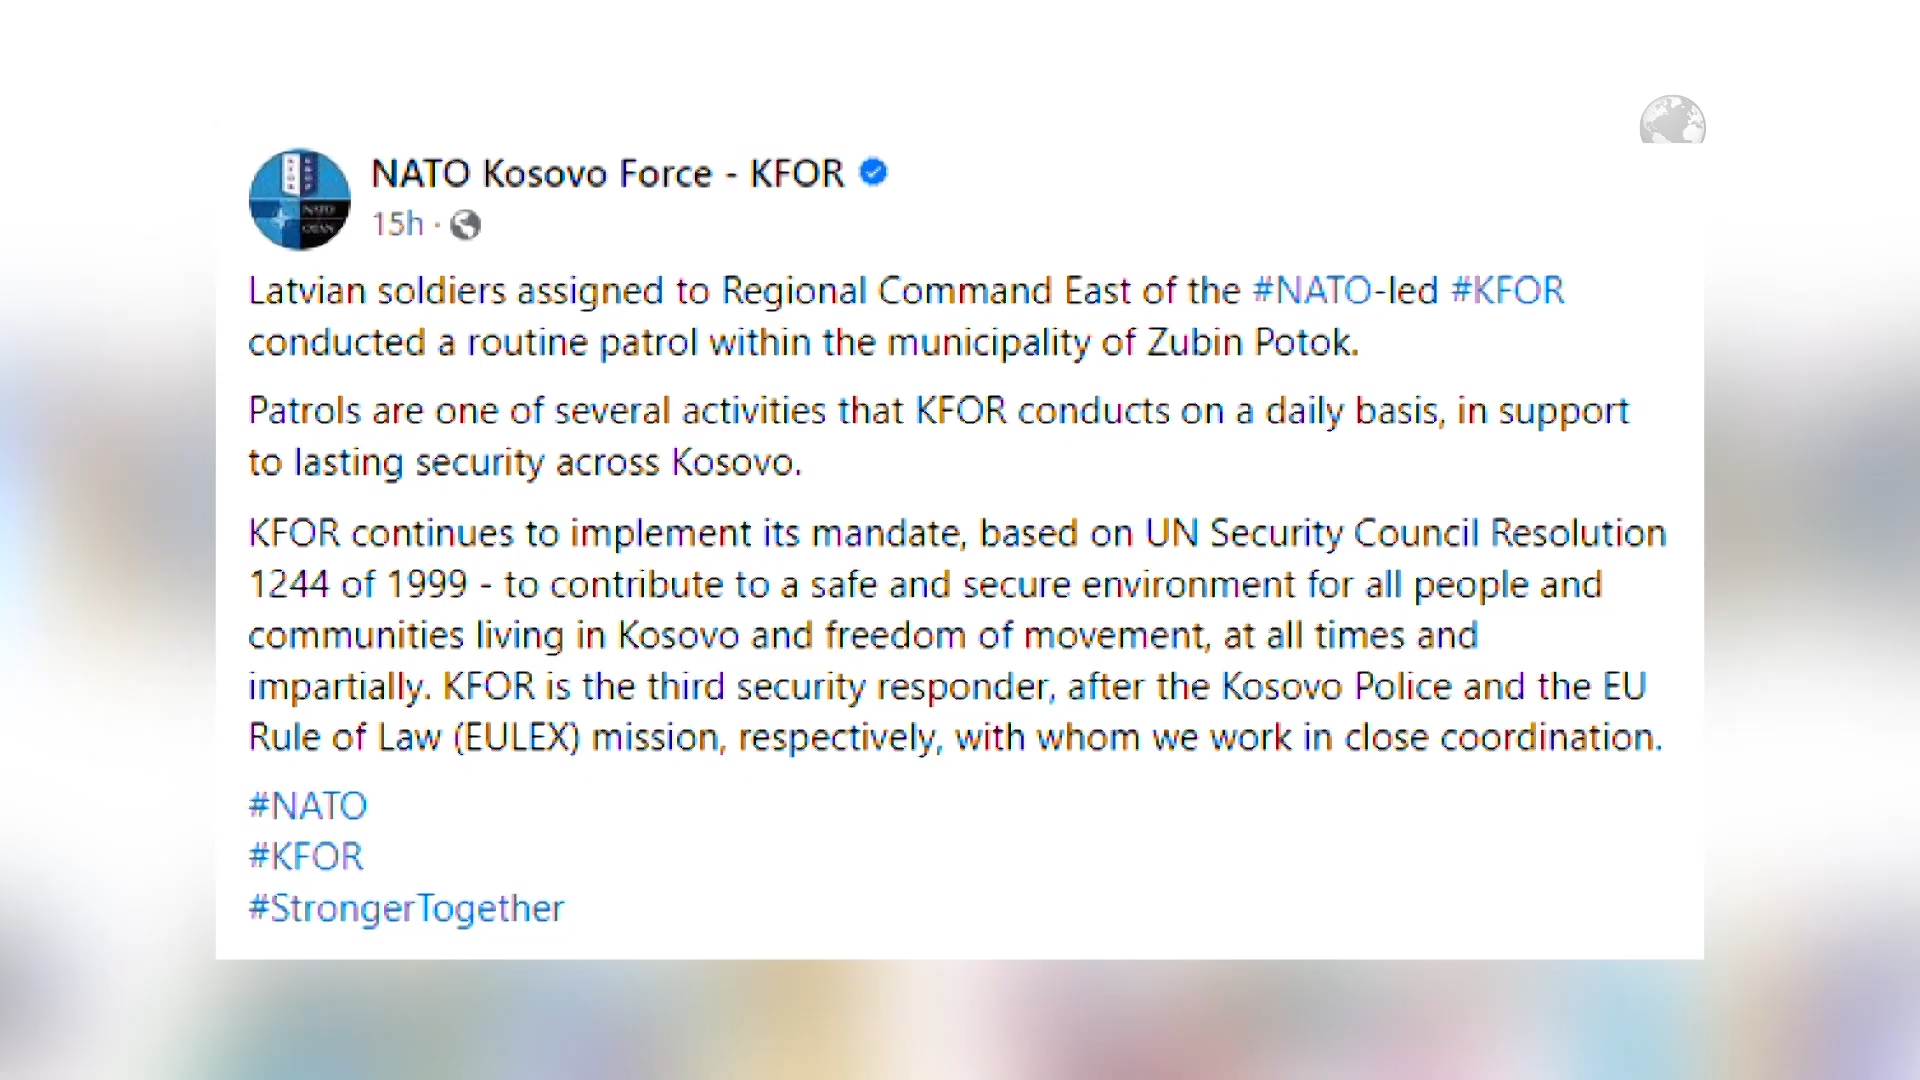 NATO Kosovo Force - KFOR
15h ·
Latvian soldiers assigned to Regional Command East of the #NATO-led #KFOR
conducted a routine patrol within the municipality of Zubin Potok.
Patrols are one of several activities that KFOR conducts on a daily basis, in support
to lasting security across Kosovo.
KFOR continues to implement its mandate, based on UN Security Council Resolution
1244 of 1999 - to contribute to a safe and secure environment for all people and
communities living in Kosovo and freedom of movement, at all times and
impartially. KFOR is the third security responder, after the Kosovo Police and the EU
Rule of Law (EULEX) mission, respectively, with whom we work in close coordination.
#NATO
#KFOR
#StrongerTogether
NATO
OTAN